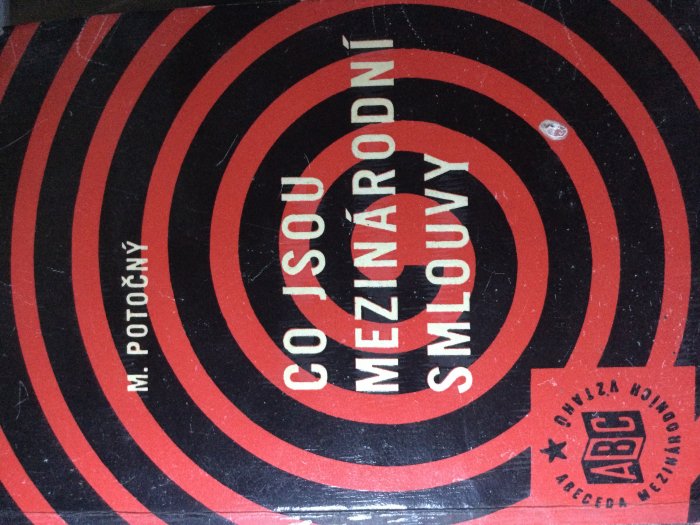 M. POTOČNÝ
CO JSOU
MEZINÁRODNÍ
SMLOUVY
ABC
ABECEDA MEZINÁRODNÍCH VZTAHŮ